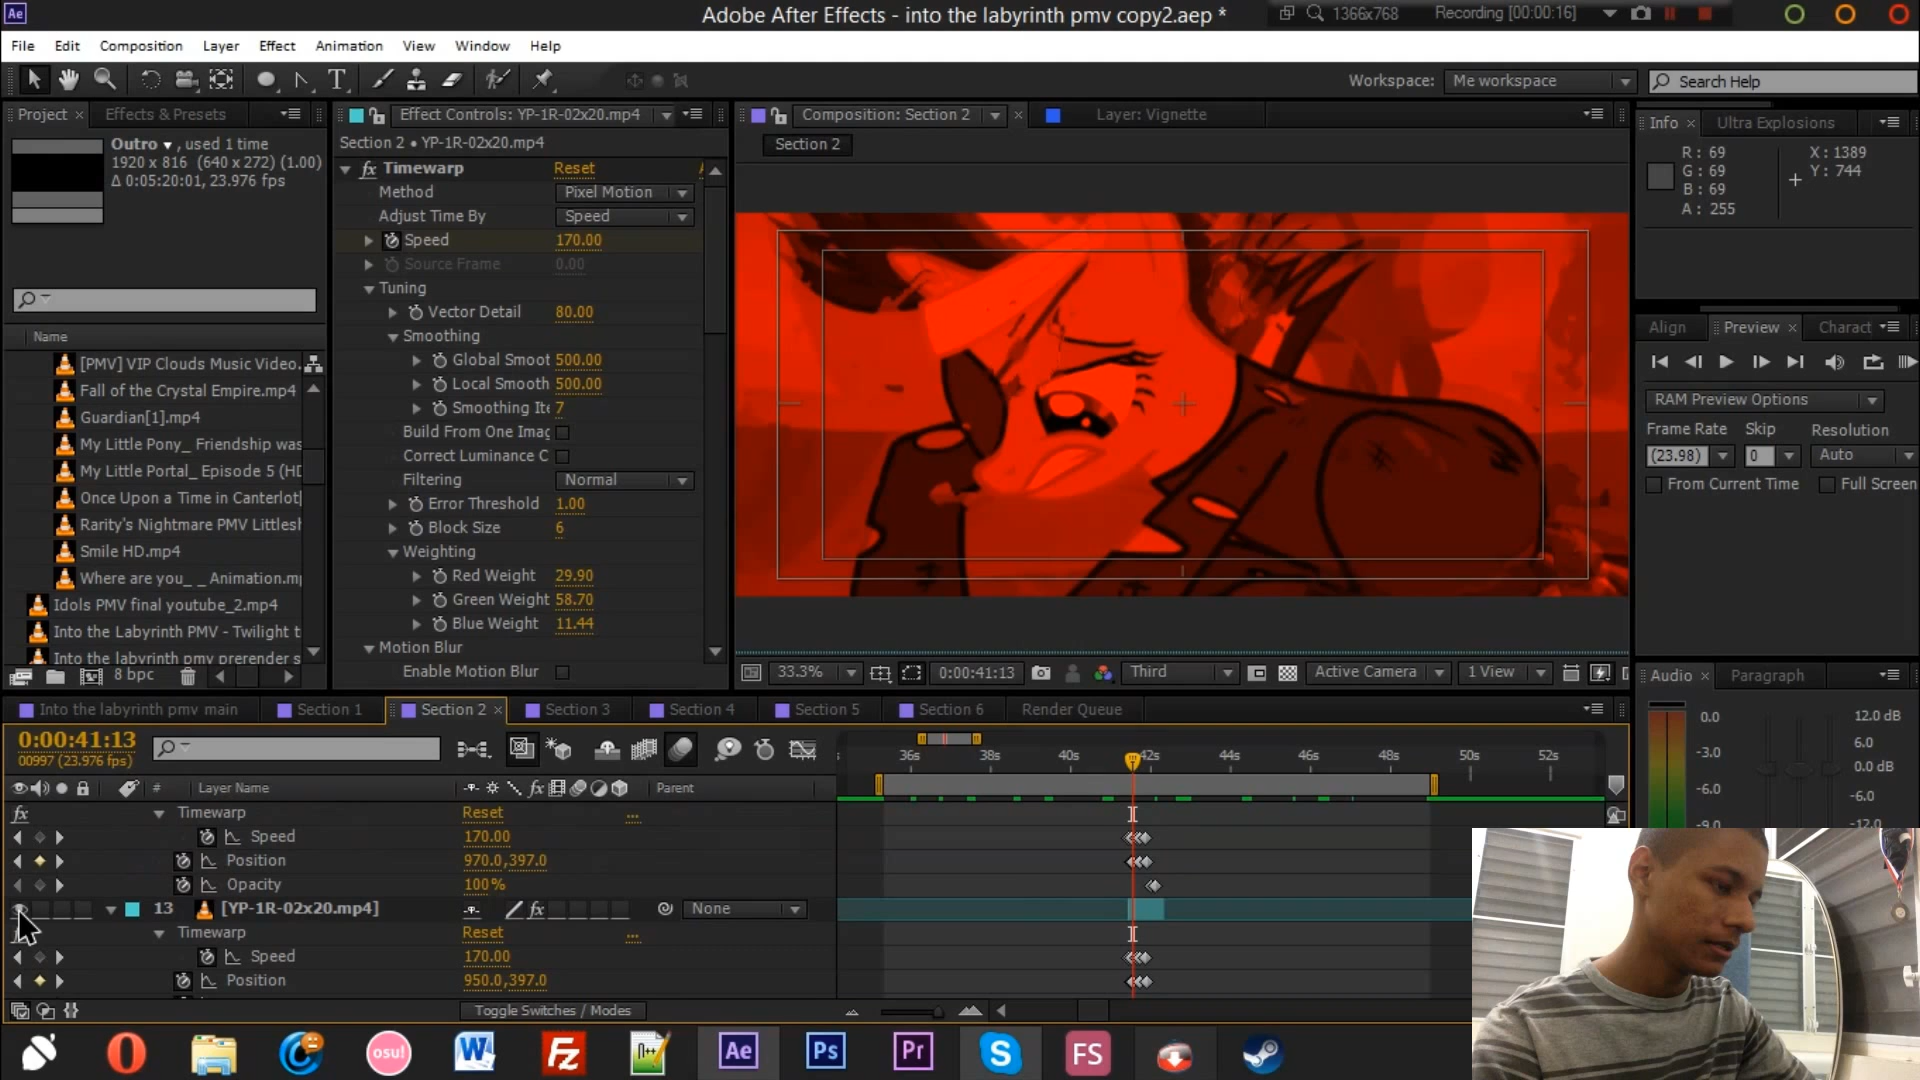 Ae
Adobe After Effects - into the labyrinth pmv copy2.aep *
1366x768
Recording [00:00:16]
File Edit Composition Layer Effect Animation View Window Help
T
Workspace: Me workspace
Search Help
Project × Effects & Presets
Outro , used 1 time
1920 x 816 (640 x 272) (1.00)
Δ 0:05:20:01, 23.976 fps
Name
[PMV] VIP Clouds Music Video.
Fall of the Crystal Empire.mp4
Guardian[1].mp4
My Little Pony_ Friendship was
My Little Portal_ Episode 5 (HD
Once Upon a Time in Canterlot[
Rarity's Nightmare PMV Littlesh
Smile HD.mp4
Where are you_ _ Animation.m
Idols PMV final youtube_2.mp4
Into the Labyrinth PMV - Twilight t
Into the labyrinth pmv prerender s
8 bpc
Effect Controls: YP-1R-02x20.mp4
Section 2 • YP-1R-02x20.mp4
fx Timewarp Reset
Method Pixel Motion
Adjust Time By Speed
Speed 170.00
Source Frame 0.00
Tuning
Vector Detail 80.00
Smoothing
Global Smoot 500.00
Local Smooth 500.00
Smoothing Ite 7
Build From One Imag
Correct Luminance C
Filtering Normal
Error Threshold 1.00
Block Size 6
Weighting
Red Weight 29.90
Green Weight 58.70
Blue Weight 11.44
Motion Blur
Enable Motion Blur
Composition: Section 2 × Layer: Vignette
Section 2
33.3% 0:00:41:13 Third Active Camera 1 View
Info × Ultra Explosions
R : 69 X : 1389
G : 69 Y : 744
B : 69
A : 255
Align Preview × Charact
RAM Preview Options
Frame Rate Skip Resolution
(23.98) 0 Auto
From Current Time Full Screen
Audio × Paragraph
0.0 12.0 dB
-3.0 6.0
0.0 dB
-6.0 -6.0
-9.0 -12.0
Into the labyrinth pmv main Section 1 Section 2 × Section 3 Section 4 Section 5 Section 6 Render Queue
0:00:41:13
00997 (23.976 fps)
36s 38s 40s 42s 44s 46s 48s 50s 52s
# Layer Name fx Parent
fx Timewarp Reset ...
Speed 170.00
Position 970.0,397.0
Opacity 100%
13 [YP-1R-02x20.mp4] fx None
Timewarp Reset ...
Speed 170.00
Position 950.0,397.0
Toggle Switches / Modes
osu! W Fz N++ Ae Ps Pr S FS